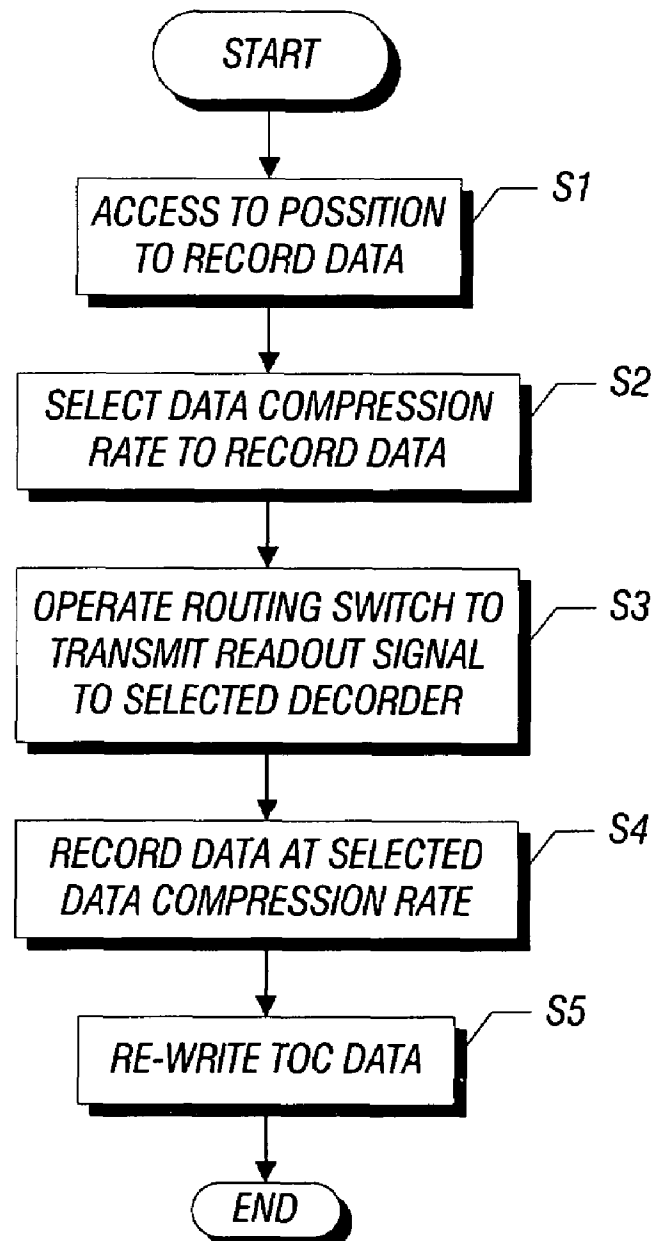 START
ACCESS TO POSSITION
TO RECORD DATA
S1
SELECT DATA COMPRESSION
RATE TO RECORD DATA
S2
OPERATE ROUTING SWITCH TO
TRANSMIT READOUT SIGNAL
TO SELECTED DECORDER
S3
RECORD DATA AT SELECTED
DATA COMPRESSION RATE
S4
RE-WRITE TOC DATA
S5
END